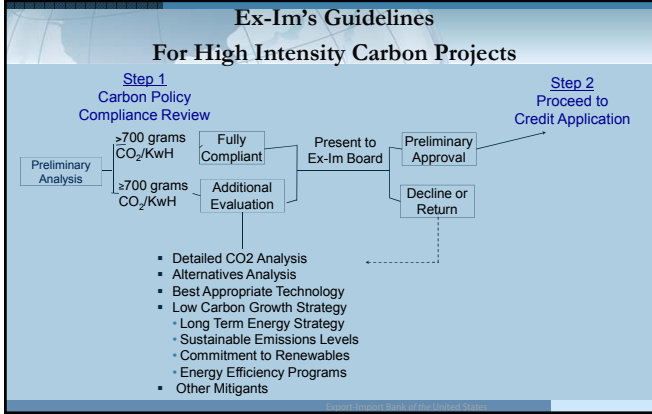 Ex-Im's Guidelines
For High Intensity Carbon Projects
Step 1
Carbon Policy
Compliance Review
Step 2
Proceed to
Credit Application
Preliminary
Analysis
>700 grams
CO₂/KwH
Fully
Compliant
≥700 grams
CO₂/KwH
Additional
Evaluation
Present to
Ex-Im Board
Preliminary
Approval
Decline or
Return
▪ Detailed CO2 Analysis
▪ Alternatives Analysis
▪ Best Appropriate Technology
▪ Low Carbon Growth Strategy
• Long Term Energy Strategy
• Sustainable Emissions Levels
• Commitment to Renewables
• Energy Efficiency Programs
▪ Other Mitigants
Export-Import Bank of the United States